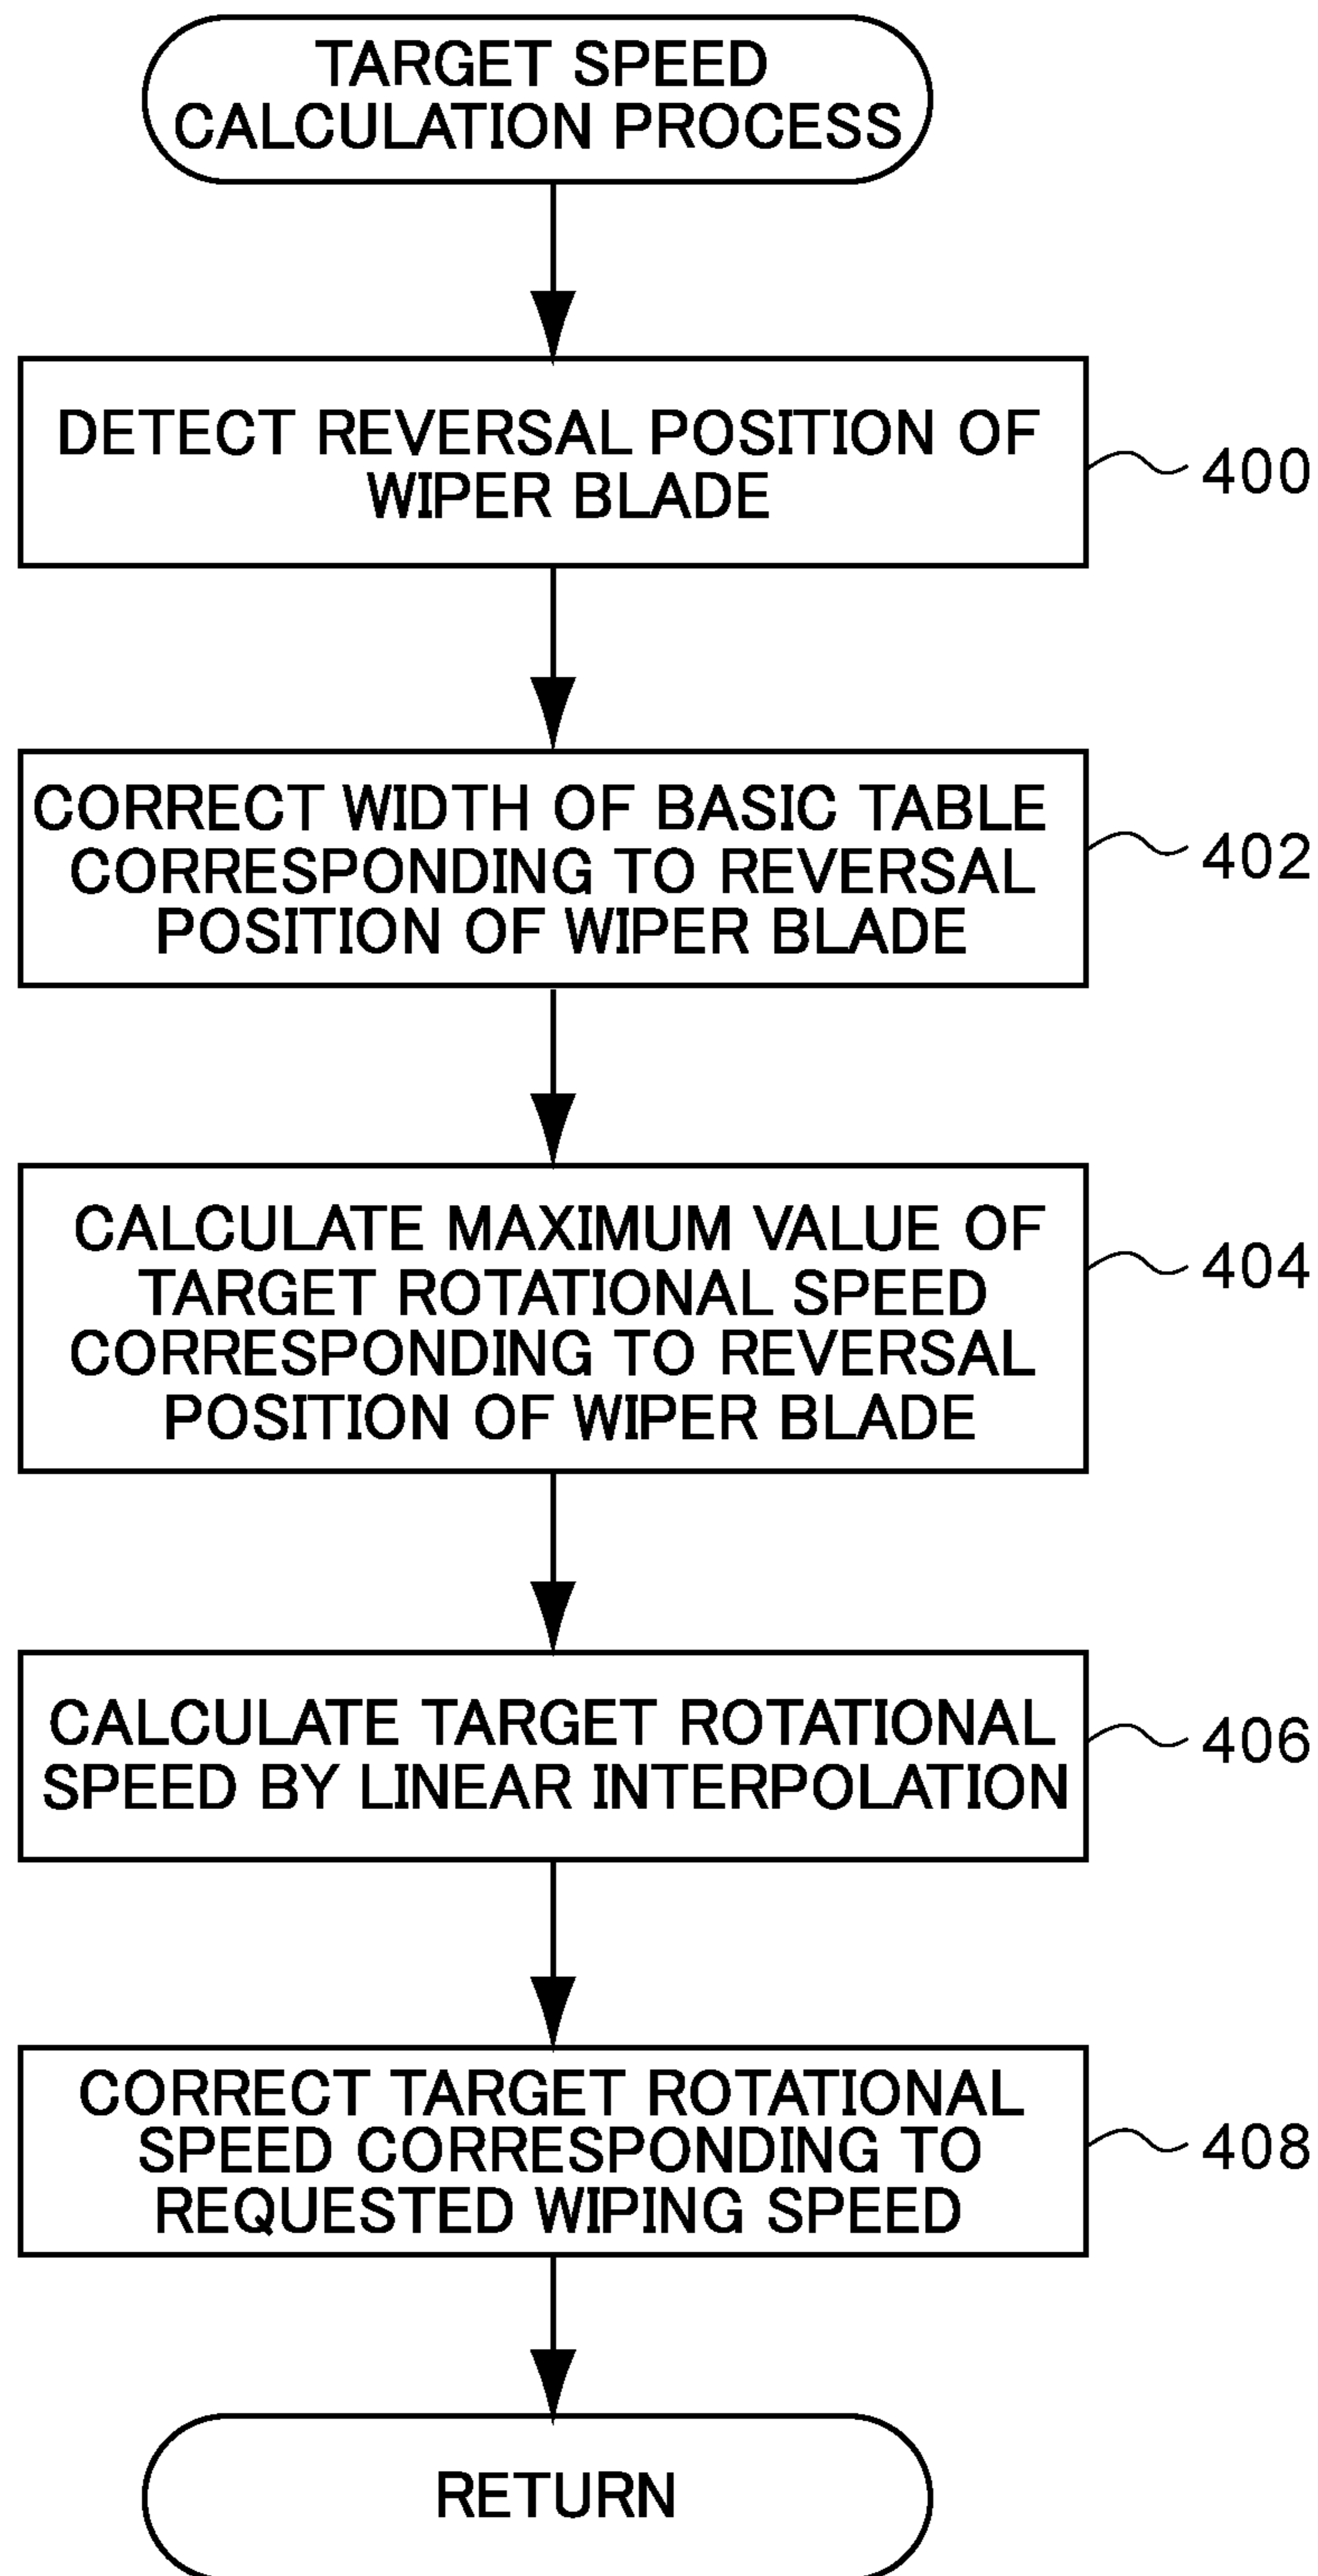 TARGET SPEED
CALCULATION PROCESS
DETECT REVERSAL POSITION OF
WIPER BLADE
400
CORRECT WIDTH OF BASIC TABLE
CORRESPONDING TO REVERSAL
POSITION OF WIPER BLADE
402
CALCULATE MAXIMUM VALUE OF
TARGET ROTATIONAL SPEED
CORRESPONDING TO REVERSAL
POSITION OF WIPER BLADE
404
CALCULATE TARGET ROTATIONAL
SPEED BY LINEAR INTERPOLATION
406
CORRECT TARGET ROTATIONAL
SPEED CORRESPONDING TO
REQUESTED WIPING SPEED
408
RETURN